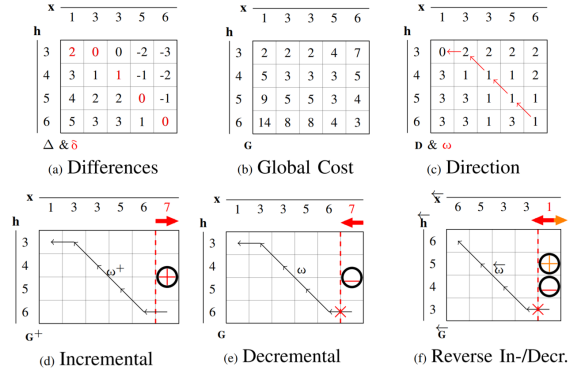 x x x
1 3 3 5 6 1 3 3 5 6 1 3 3 5 6
h h h
3 2 0 0 -2 -3 3 2 2 2 4 7 3 0 2 2 2 2
4 3 1 1 -1 -2 4 5 3 3 3 5 4 3 3 1 1 2
5 4 2 2 0 -1 5 9 5 5 3 4 5 3 3 1 1 1
6 5 3 3 1 0 6 14 8 8 4 3 6 3 3 1 3 1
Δ & δ G D & ω
(a) Differences (b) Global Cost (c) Direction
x x x
1 3 3 5 6 7 1 3 3 5 6 7 6 5 3 3 1
h h h
3 3 6
4 ω+ 4 ω 5 ω
5 5 4
6 6 3
G+ G G
(d) Incremental (e) Decremental (f) Reverse In-/Decr.